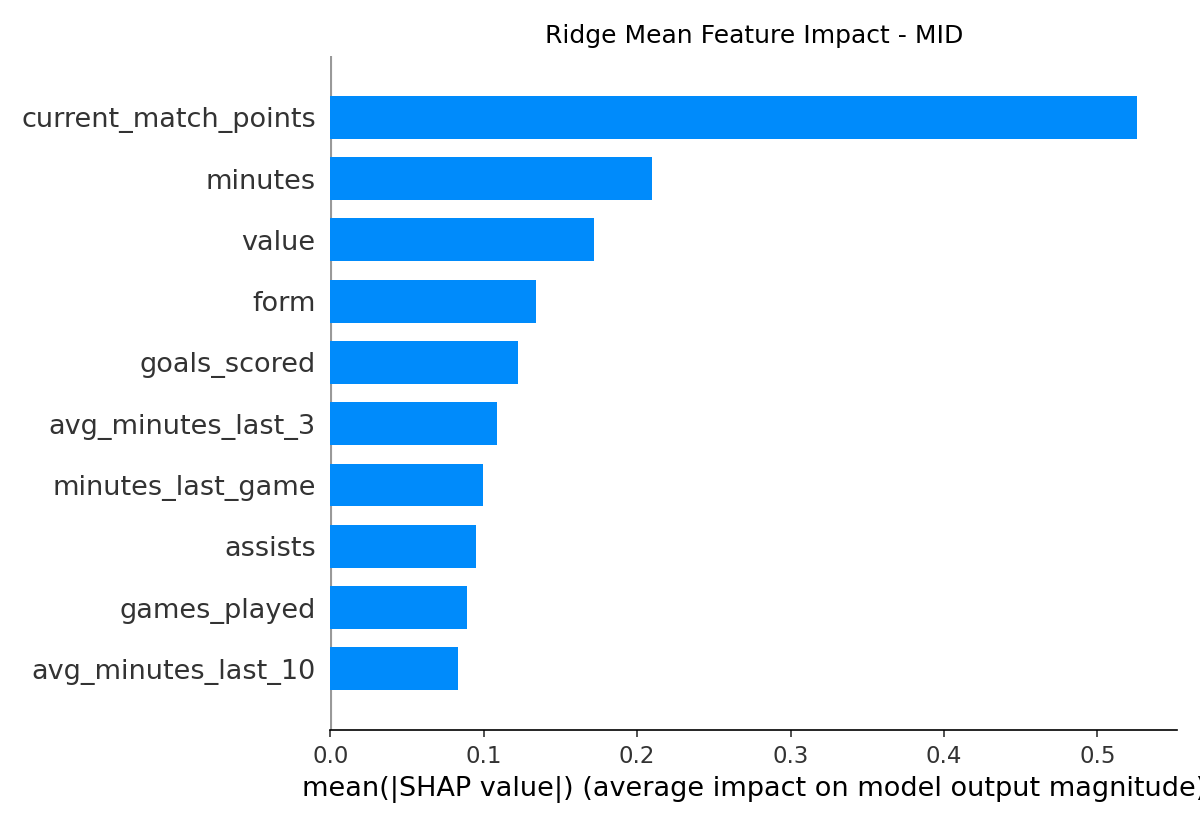 Ridge Mean Feature Impact - MID
current_match_points
minutes
value
form
goals_scored
avg_minutes_last_3
minutes_last_game
assists
games_played
avg_minutes_last_10
0.0 0.1 0.2 0.3 0.4 0.5
mean(|SHAP value|) (average impact on model output magnitude)